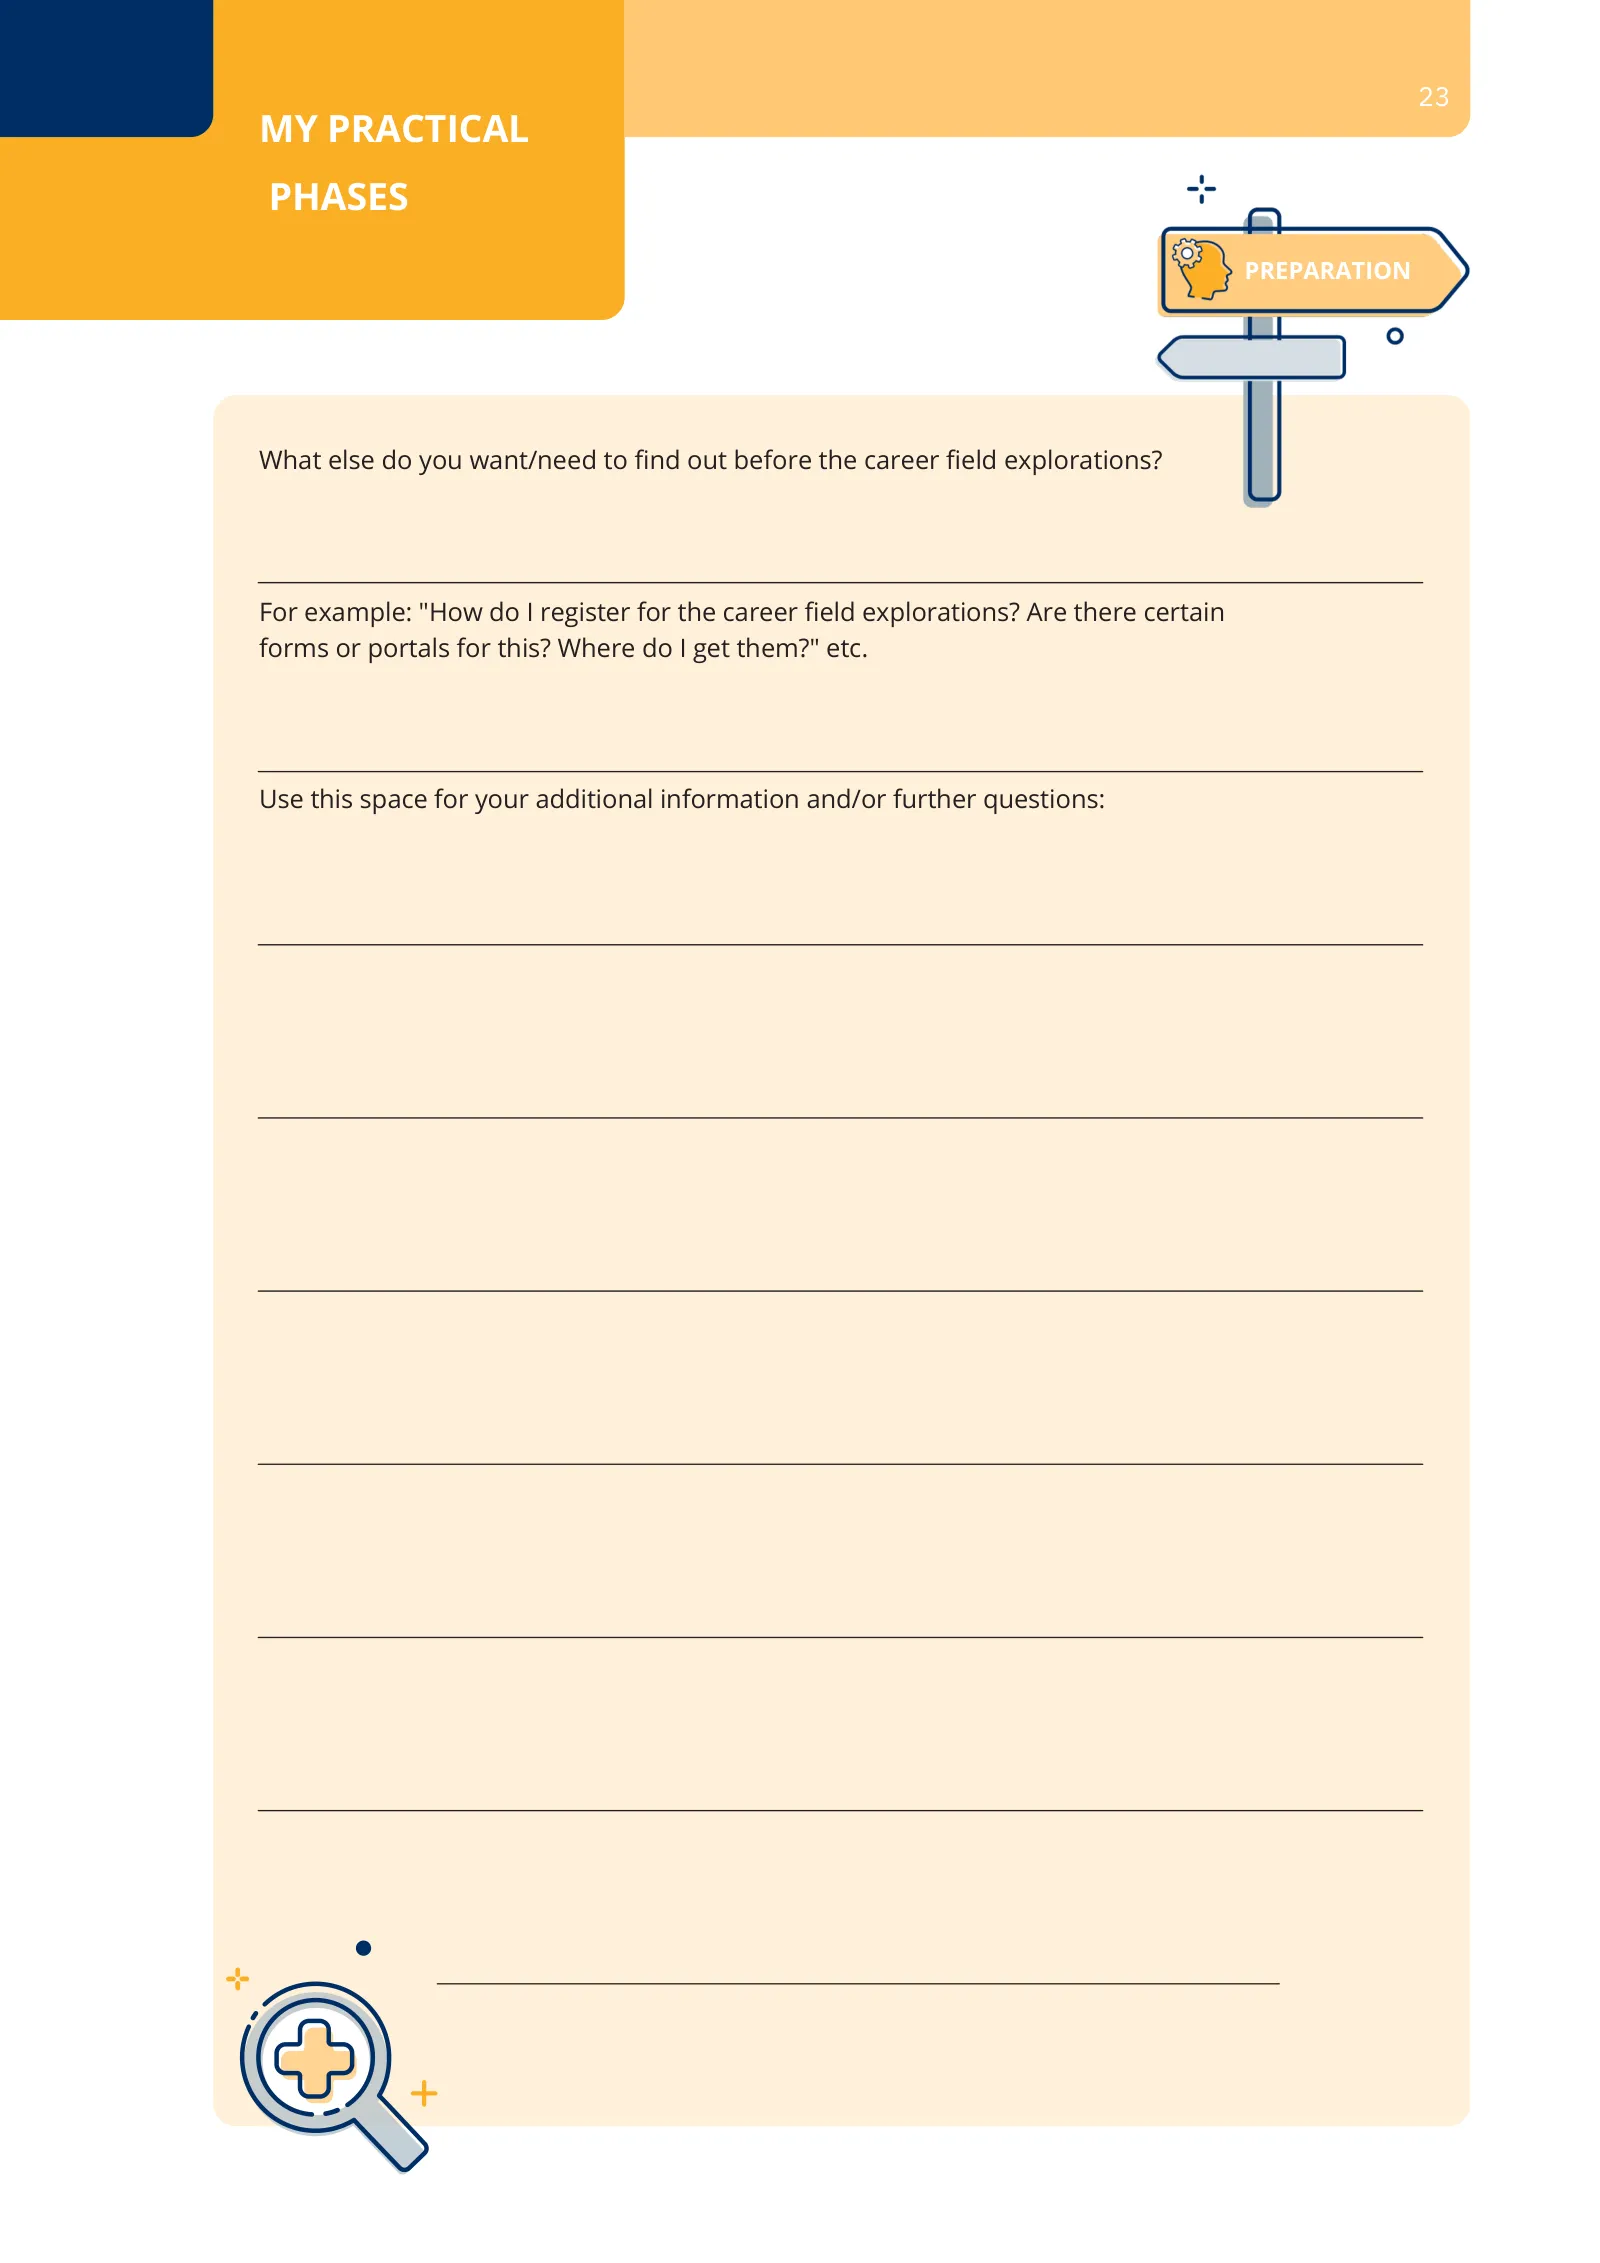 23
MY PRACTICAL
PHASES
PREPARATION
What else do you want/need to find out before the career field explorations?
For example: "How do I register for the career field explorations? Are there certain
forms or portals for this? Where do I get them?" etc.
Use this space for your additional information and/or further questions: